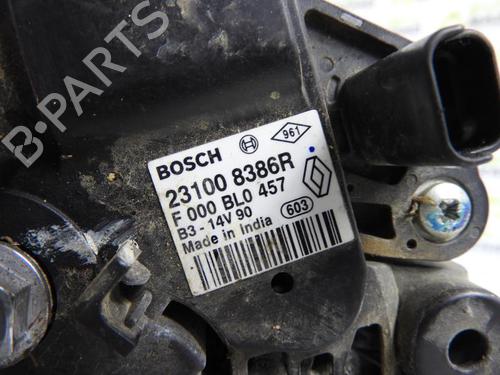 BOSCH
961
23100 8386R
F 000 BL0 457
B3 - 14V 90
603
Made in India
B-PARTS